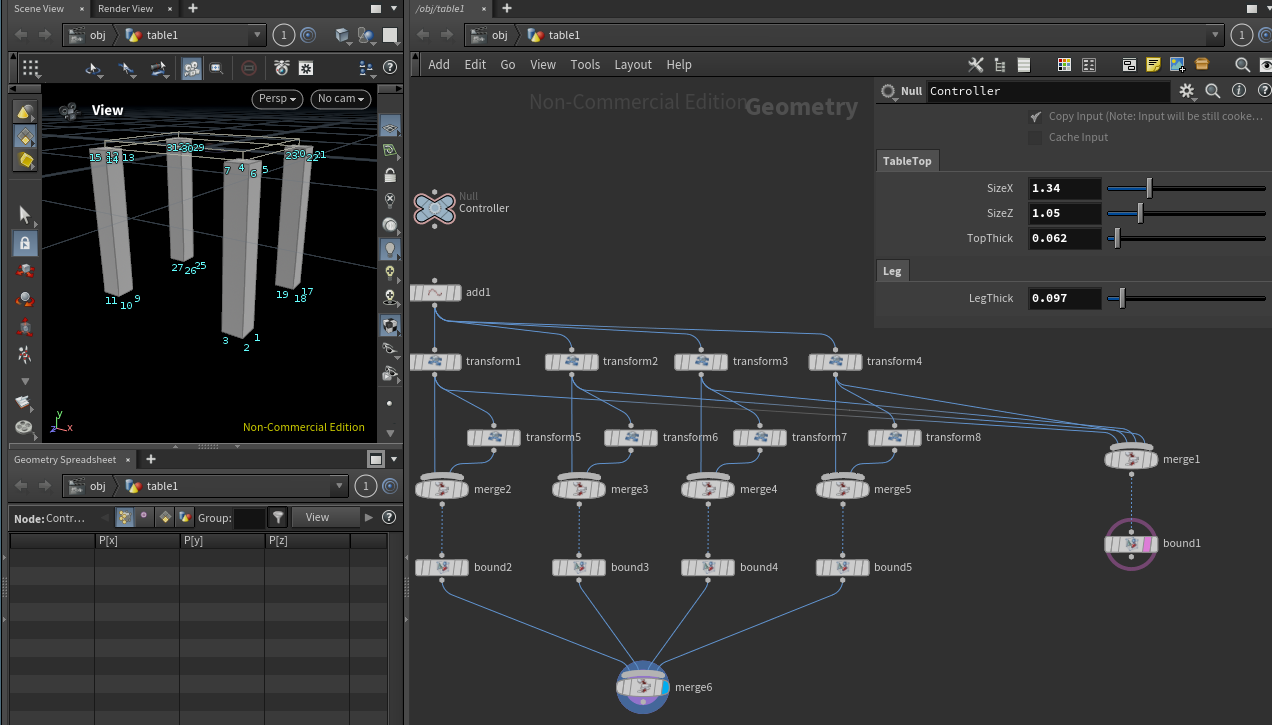 Scene View × Render View × +
obj table1 1
Persp No cam
View
15 14 13 31 30 29 23 22 21
7 4 6 5
27 26 25
11 10 9
19 18 17
3 2 1
y z x
Non-Commercial Edition
Geometry Spreadsheet × +
obj table1 1
Node: Contr... Group: View
P[x] P[y] P[z]
/obj/table1 × +
obj table1 1
Add Edit Go View Tools Layout Help
Non-Commercial Edition Geometry
Null Controller
Copy Input (Note: Input will be still cooke...
Cache Input
TableTop
SizeX 1.34
SizeZ 1.05
TopThick 0.062
Leg
LegThick 0.097
Null
Controller
add1
transform1 transform2 transform3 transform4
transform5 transform6 transform7 transform8
merge1
merge2 merge3 merge4 merge5
bound1
bound2 bound3 bound4 bound5
merge6